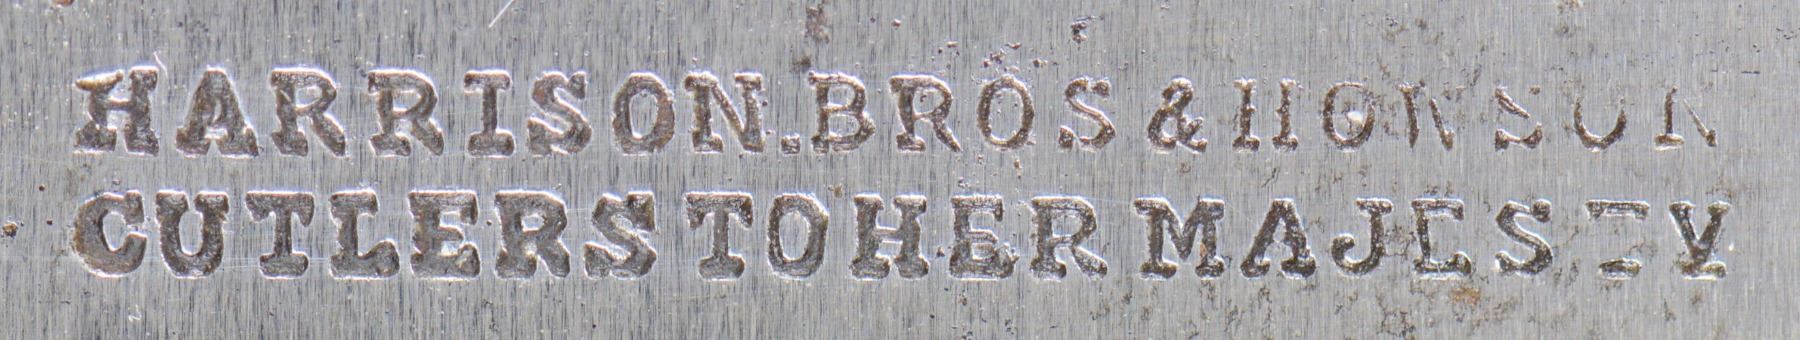 HARRISON.BROS & HOWSON
CUTLERS TO HER MAJESTY